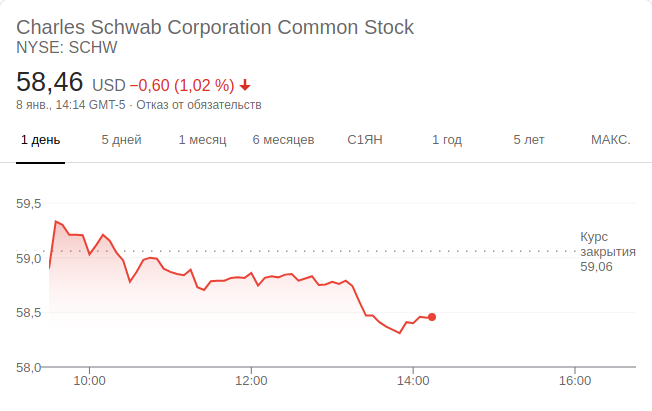 Charles Schwab Corporation Common Stock
NYSE: SCHW
58,46 USD −0,60 (1,02 %)
8 янв., 14:14 GMT-5 · Отказ от обязательств
1 день 5 дней 1 месяц 6 месяцев С1ЯН 1 год 5 лет МАКС.
59,5
59,0
58,5
58,0
Курс
закрытия
59,06
10:00 12:00 14:00 16:00